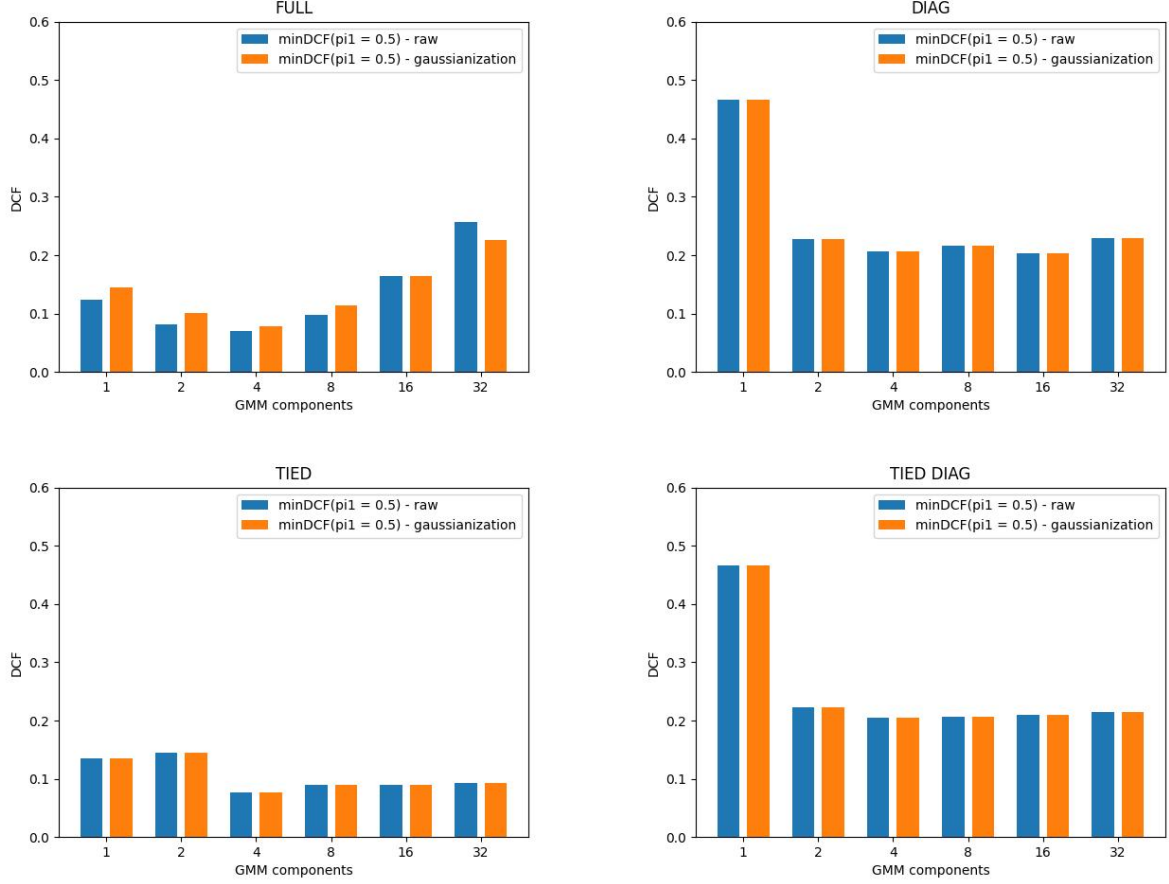 FULL
0.6
0.5
0.4
0.3
0.2
0.1
0.0
DCF
minDCF(pi1 = 0.5) - raw
minDCF(pi1 = 0.5) - gaussianization
1 2 4 8 16 32
GMM components
DIAG
0.6
0.5
0.4
0.3
0.2
0.1
0.0
DCF
minDCF(pi1 = 0.5) - raw
minDCF(pi1 = 0.5) - gaussianization
1 2 4 8 16 32
GMM components
TIED
0.6
0.5
0.4
0.3
0.2
0.1
0.0
DCF
minDCF(pi1 = 0.5) - raw
minDCF(pi1 = 0.5) - gaussianization
1 2 4 8 16 32
GMM components
TIED DIAG
0.6
0.5
0.4
0.3
0.2
0.1
0.0
DCF
minDCF(pi1 = 0.5) - raw
minDCF(pi1 = 0.5) - gaussianization
1 2 4 8 16 32
GMM components